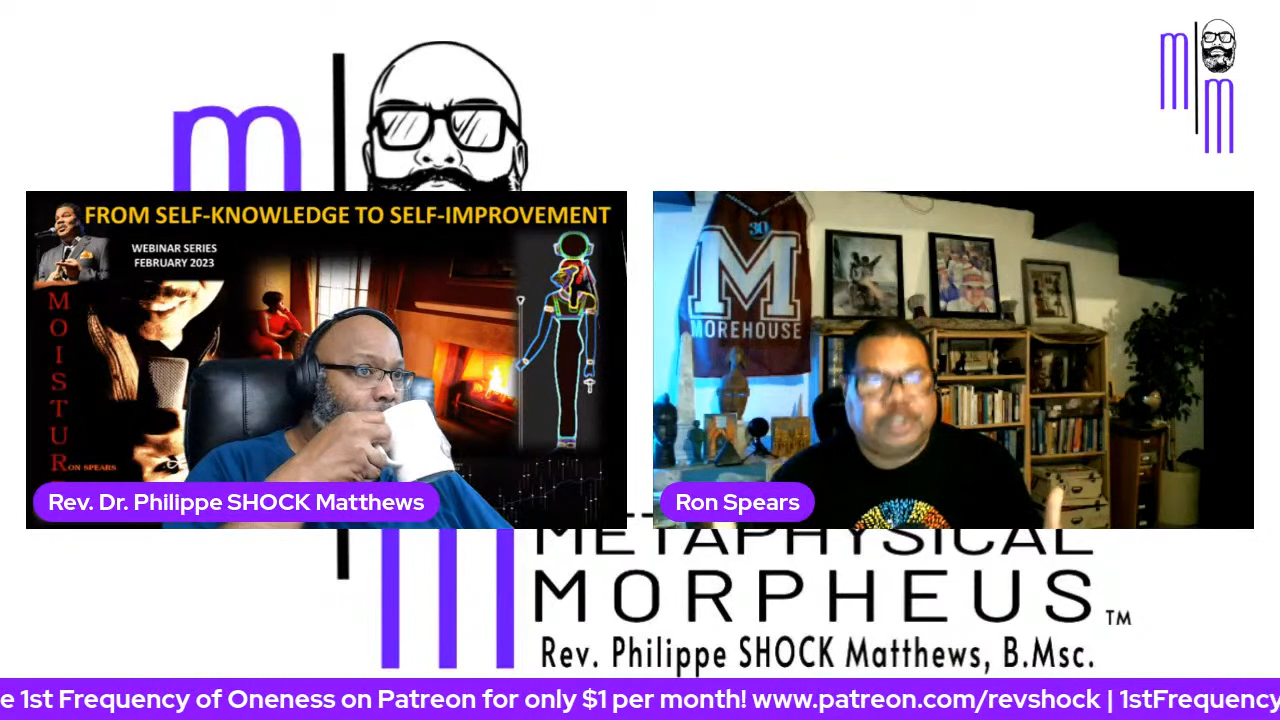 m
m
m
FROM SELF-KNOWLEDGE TO SELF-IMPROVEMENT
WEBINAR SERIES
FEBRUARY 2023
MOISTUR
RON SPEARS
Rev. Dr. Philippe SHOCK Matthews
30
M
MOREHOUSE
Ron Spears
m
METAPHYSICAL
MORPHEUS™
Rev. Philippe SHOCK Matthews, B.Msc.
e 1st Frequency of Oneness on Patreon for only $1 per month! www.patreon.com/revshock | 1stFrequency